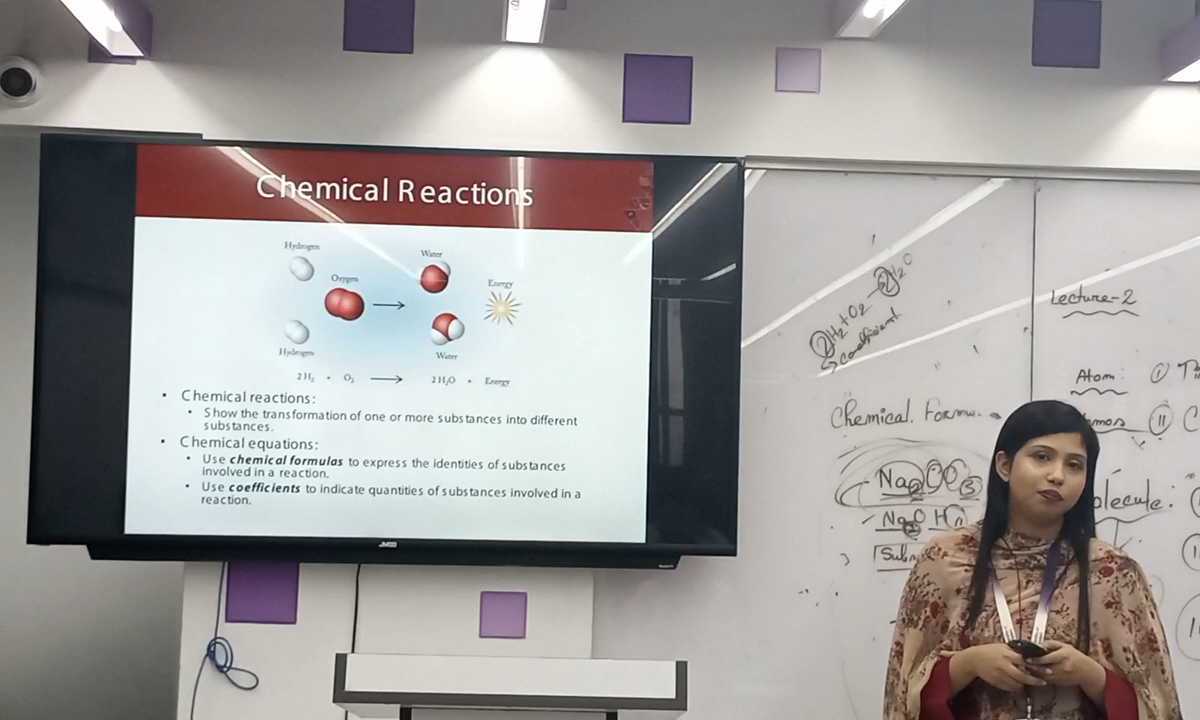 Chemical Reactions
Hydrogen
Water
Oxygen
Energy
Hydrogen
Water
2 H₂ + O₂ → 2 H₂O + Energy
• Chemical reactions:
• Show the transformation of one or more substances into different
substances.
• Chemical equations:
• Use chemical formulas to express the identities of substances
involved in a reaction.
• Use coefficients to indicate quantities of substances involved in a
reaction.
JVCO
2H₂+O₂→2H₂O
coefficient
Chemical. Formu
Na₂CO₃
Lecture-2
Atom: I
II C
olecule: